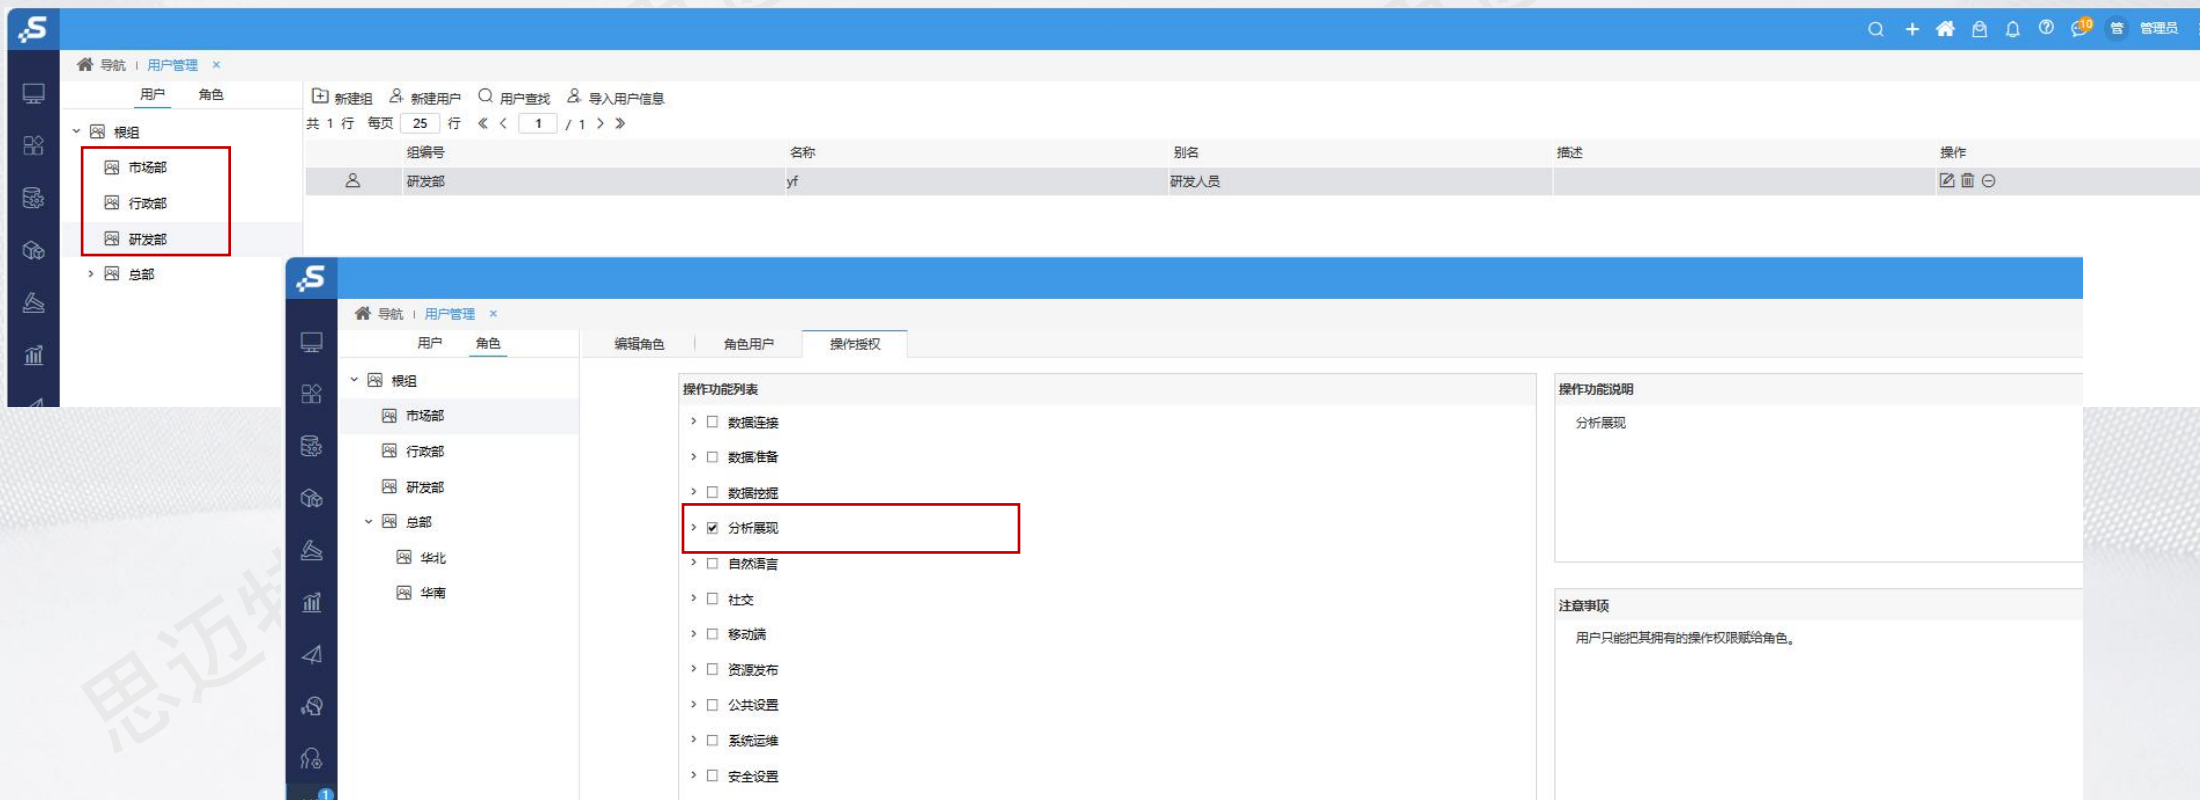 10 管 管理员
导航 用户管理 ×
用户 角色
新建组 新建用户 用户查找 导入用户信息
共 1 行 每页 25 行 1 / 1
根组
市场部
行政部
研发部
总部
组编号 名称 别名 描述 操作
研发部 yf 研发人员
导航 用户管理 ×
用户 角色
编辑角色 角色用户 操作授权
根组
市场部
行政部
研发部
总部
华北
华南
操作功能列表
数据连接
数据准备
数据挖掘
分析展现
自然语言
社交
移动端
资源发布
公共设置
系统运维
安全设置
操作功能说明
分析展现
注意事项
用户只能把其拥有的操作权限赋给角色。
1
思迈特